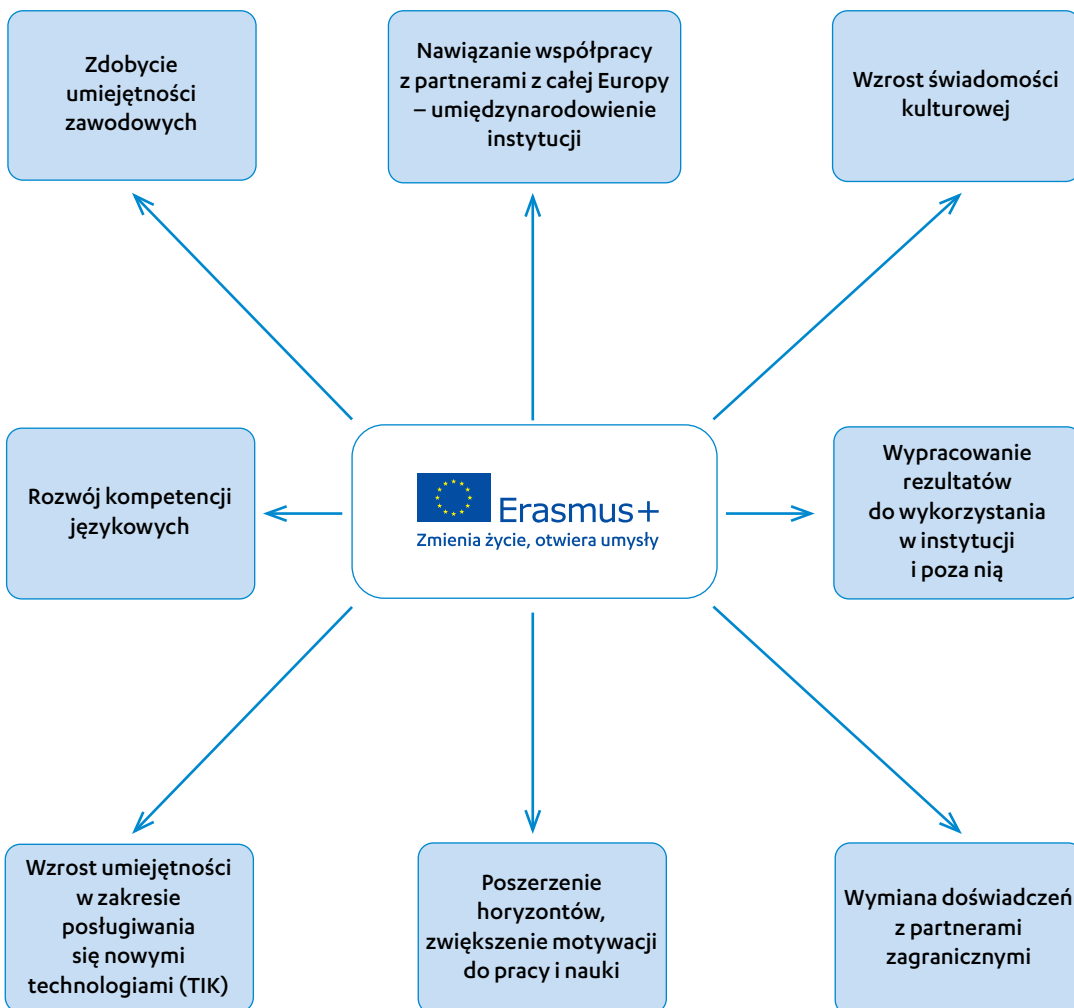 Zdobycie
umiejętności
zawodowych
Nawiązanie współpracy
z partnerami z całej Europy
– umiędzynarodowienie
instytucji
Wzrost świadomości
kulturowej
Rozwój kompetencji
językowych
Erasmus+
Zmienia życie, otwiera umysły
Wypracowanie
rezultatów
do wykorzystania
w instytucji
i poza nią
Wzrost umiejętności
w zakresie
posługiwania
się nowymi
technologiami (TIK)
Poszerzenie
horyzontów,
zwiększenie motywacji
do pracy i nauki
Wymiana doświadczeń
z partnerami
zagranicznymi